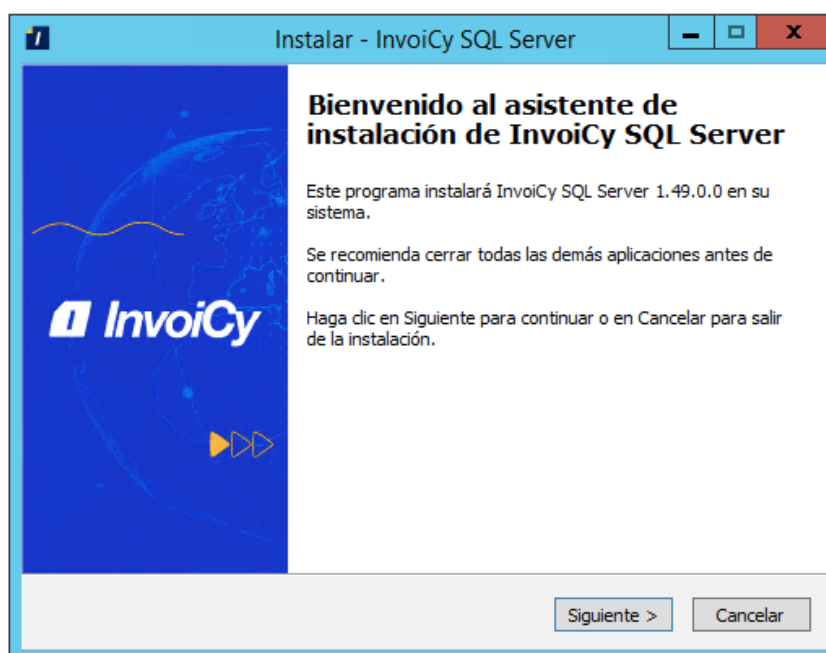 Instalar - InvoiCy SQL Server
Bienvenido al asistente de
instalación de InvoiCy SQL Server
Este programa instalará InvoiCy SQL Server 1.49.0.0 en su
sistema.
Se recomienda cerrar todas las demás aplicaciones antes de
continuar.
Haga clic en Siguiente para continuar o en Cancelar para salir
de la instalación.
InvoiCy
Siguiente >
Cancelar